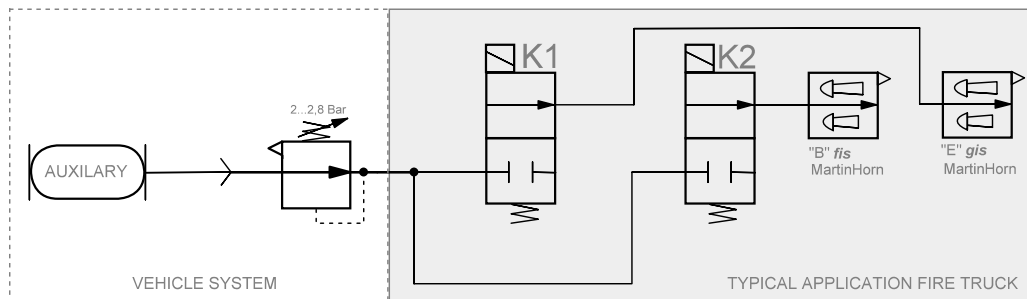 K1
K2
2...2,8 Bar
AUXILARY
"B" fis
MartinHorn
"E" gis
MartinHorn
VEHICLE SYSTEM
TYPICAL APPLICATION FIRE TRUCK